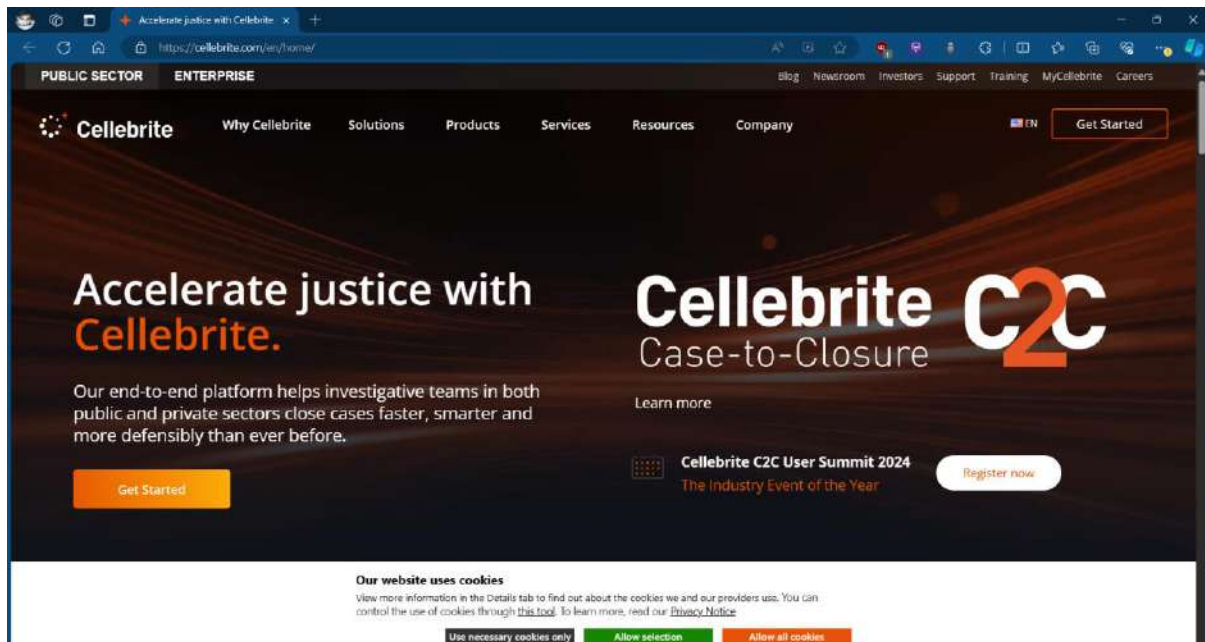 Accelerate justice with Cellebrite
https://cellebrite.com/en/home/
PUBLIC SECTOR ENTERPRISE Blog Newsroom Investors Support Training MyCellebrite Careers
Cellebrite Why Cellebrite Solutions Products Services Resources Company EN Get Started
Accelerate justice with
Cellebrite.
Our end-to-end platform helps investigative teams in both
public and private sectors close cases faster, smarter and
more defensibly than ever before.
Get Started
Cellebrite C2C
Case-to-Closure
Learn more
Cellebrite C2C User Summit 2024
The Industry Event of the Year
Register now
Our website uses cookies
View more information in the Details tab to find out about the cookies we and our providers use. You can
control the use of cookies through this tool. To learn more, read our Privacy Notice
Use necessary cookies only Allow selection Allow all cookies